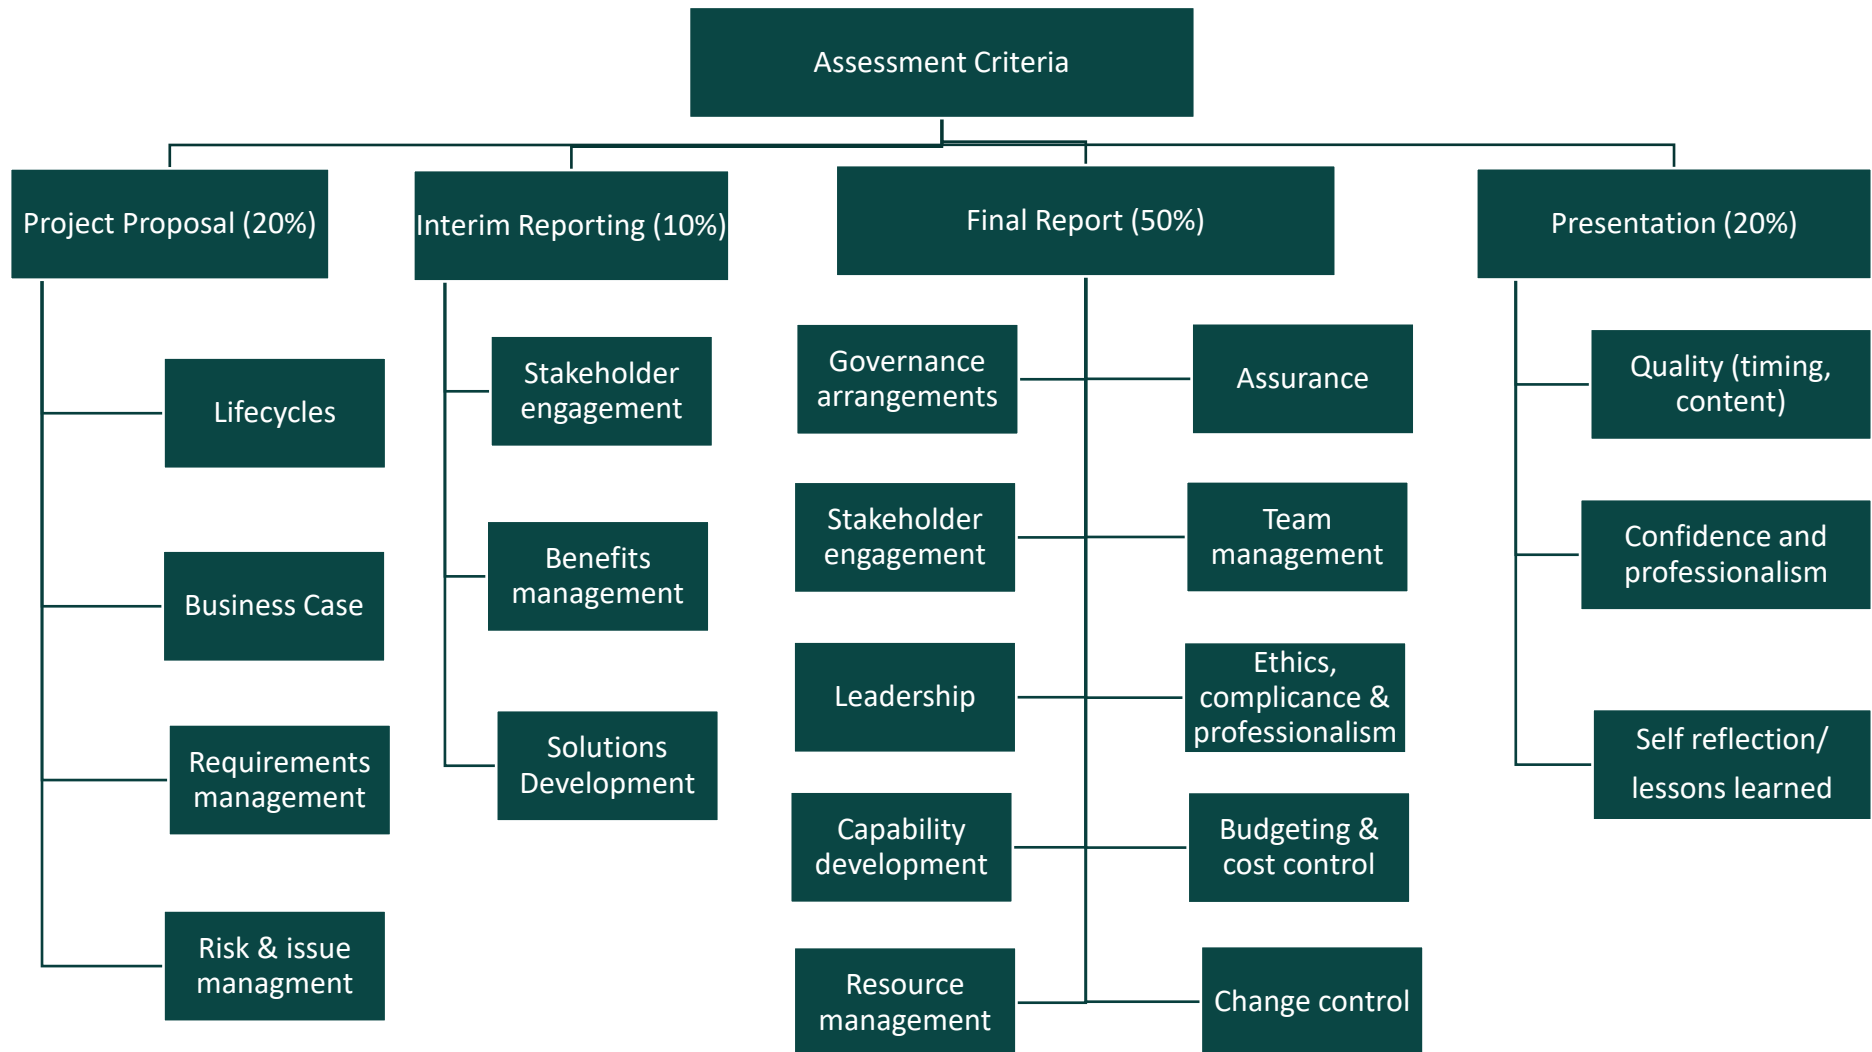 Assessment Criteria
Project Proposal (20%)
Lifecycles
Business Case
Requirements
management
Risk & issue
managment
Interim Reporting (10%)
Stakeholder
engagement
Benefits
management
Solutions
Development
Final Report (50%)
Governance
arrangements
Assurance
Stakeholder
engagement
Team
management
Leadership
Ethics,
complicance &
professionalism
Capability
development
Budgeting &
cost control
Resource
management
Change control
Presentation (20%)
Quality (timing,
content)
Confidence and
professionalism
Self reflection/
lessons learned